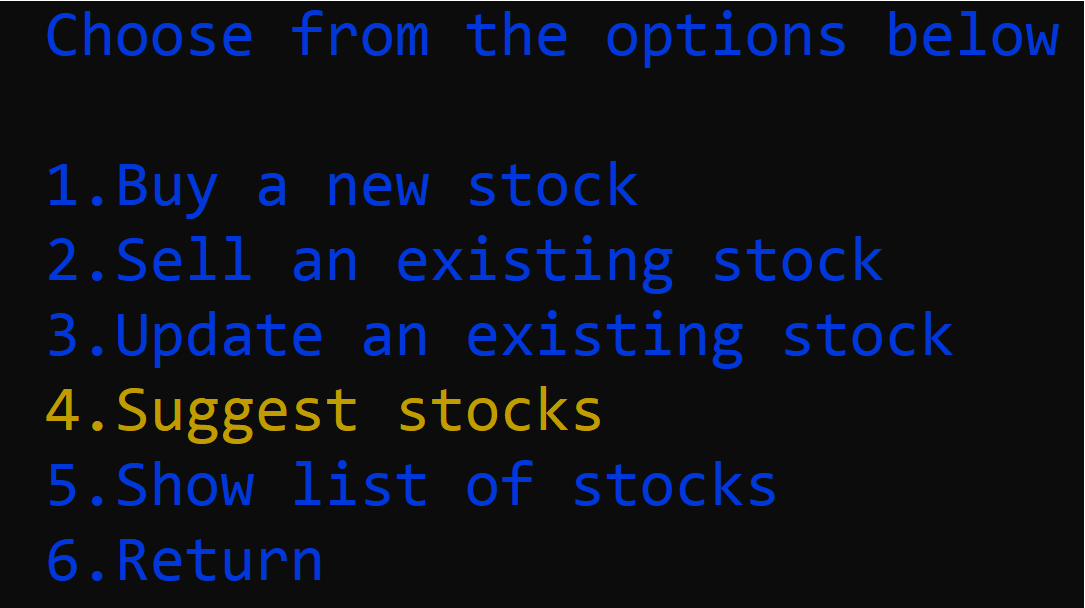 Choose from the options below
1.Buy a new stock
2.Sell an existing stock
3.Update an existing stock
4.Suggest stocks
5.Show list of stocks
6.Return